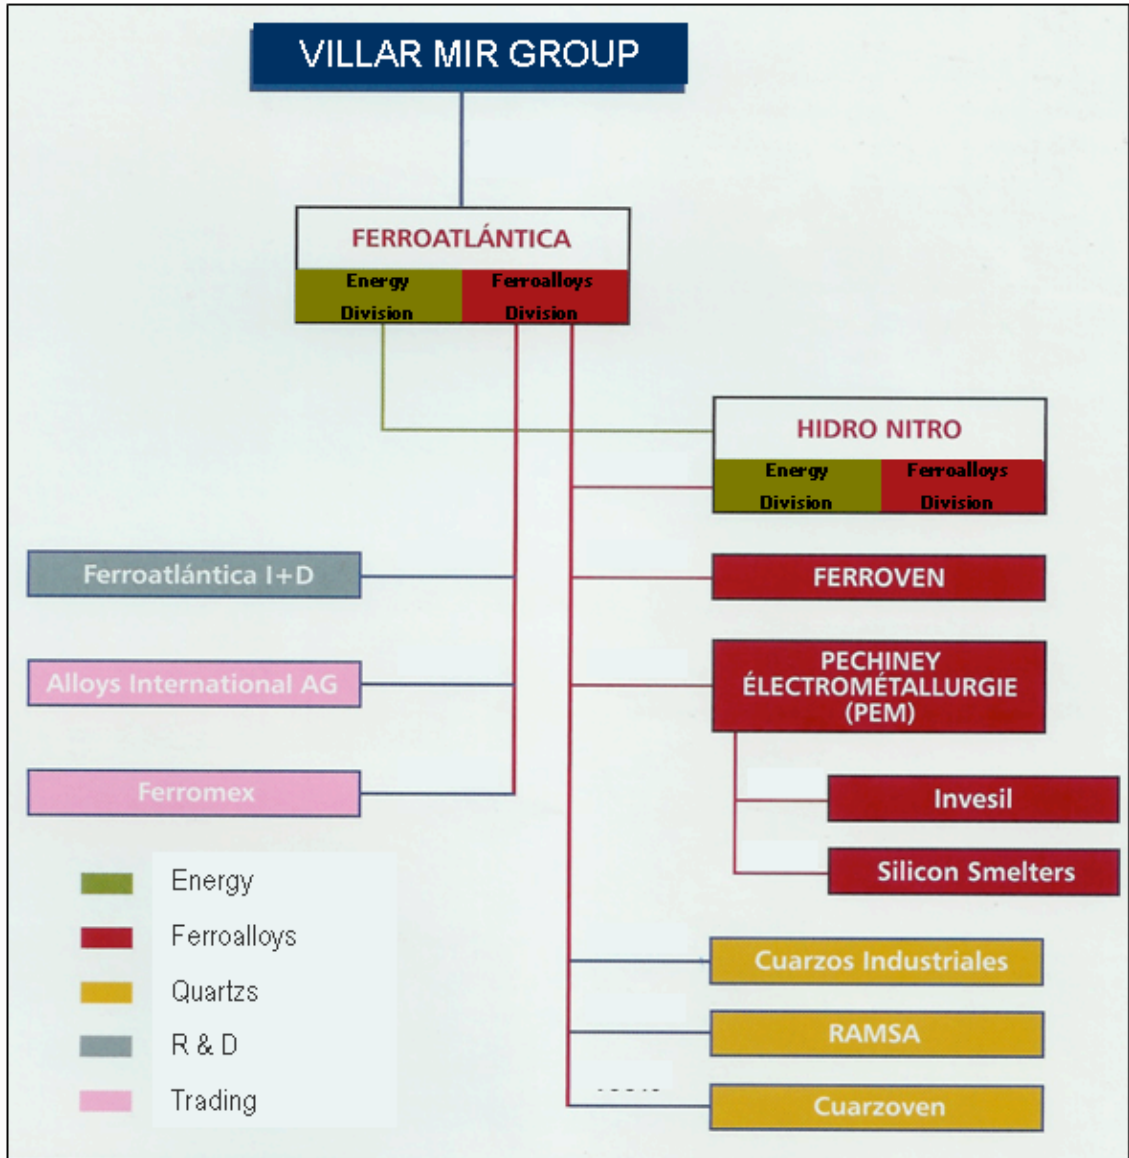 VILLAR MIR GROUP
FERROATLÁNTICA
Energy
Division
Ferroalloys
Division
HIDRO NITRO
Energy
Division
Ferroalloys
Division
Ferroatlántica I+D
FERROVEN
Alloys International AG
PECHINEY
ÉLECTROMÉTALLURGIE
(PEM)
Ferromex
Invesil
Silicon Smelters
Energy
Ferroalloys
Quartzs
R & D
Trading
Cuarzos Industriales
RAMSA
Cuarzoven